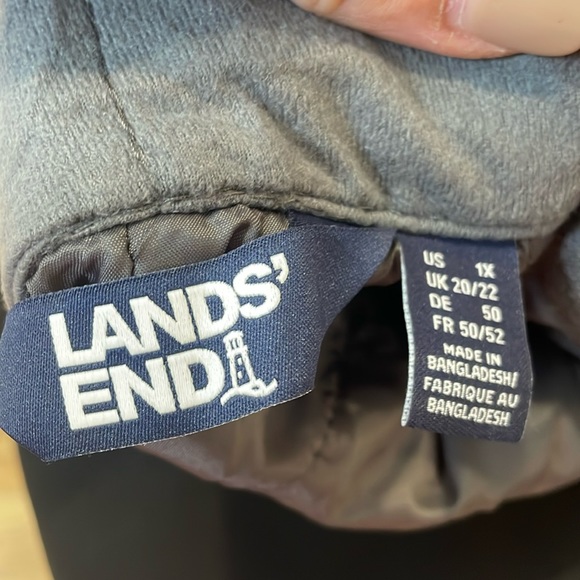 LANDS'
END
US 1X
UK 20/22
DE 50
FR 50/52
MADE IN
BANGLADESH/
FABRIQUE AU
BANGLADESH